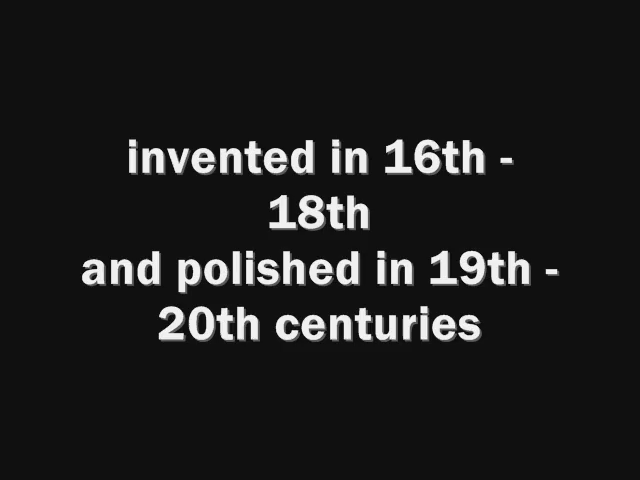 invented in 16th -
18th
and polished in 19th -
20th centuries